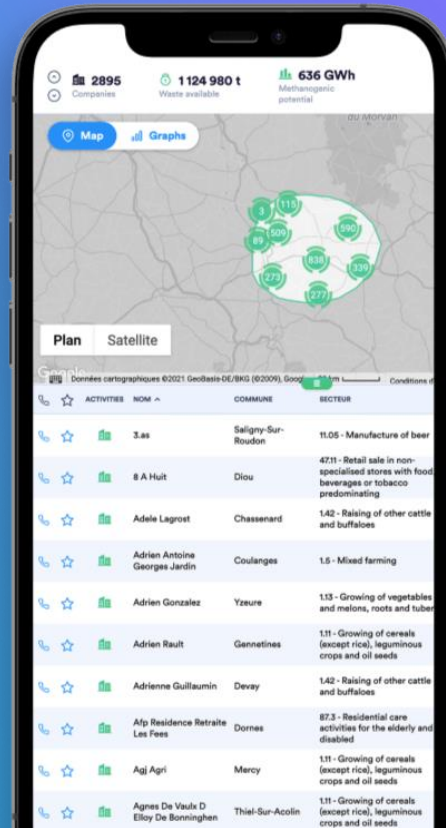 2895
Companies
1 124 980 t
Waste available
636 GWh
Methanogenic
potential
du Morvan
Map
Graphs
3
115
509
89
590
838
339
273
277
Plan
Satellite
Données cartographiques ©2021 GeoBasis-DE/BKG (©2009), Googl
Conditions d
ACTIVITIES NOM COMMUNE SECTEUR
3.as
Saligny-Sur-
Roudon
11.05 - Manufacture of beer
8 A Huit
Diou
47.11 - Retail sale in non-
specialised stores with food,
beverages or tobacco
predominating
Adele Lagrost
Chassenard
1.42 - Raising of other cattle
and buffaloes
Adrien Antoine
Georges Jardin
Coulanges
1.5 - Mixed farming
Adrien Gonzalez
Yzeure
1.13 - Growing of vegetables
and melons, roots and tuber
Adrien Rault
Gennetines
1.11 - Growing of cereals
(except rice), leguminous
crops and oil seeds
Adrienne Guillaumin
Devay
1.42 - Raising of other cattle
and buffaloes
Afp Residence Retraite
Les Fees
Dornes
87.3 - Residential care
activities for the elderly and
disabled
Agj Agri
Mercy
1.11 - Growing of cereals
(except rice), leguminous
crops and oil seeds
Agnes De Vaulx D
Elloy De Bonninghen
Thiel-Sur-Acolin
1.11 - Growing of cereals
(except rice), leguminous
crops and oil seeds